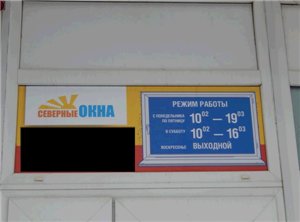 СЕВЕРНЫЕ ОКНА
РЕЖИМ РАБОТЫ
С ПОНЕДЕЛЬНИКА
ПО ПЯТНИЦУ
10⁰² — 19⁰³
В СУББОТУ
10⁰² — 16⁰³
ВОСКРЕСЕНЬЕ ВЫХОДНОЙ